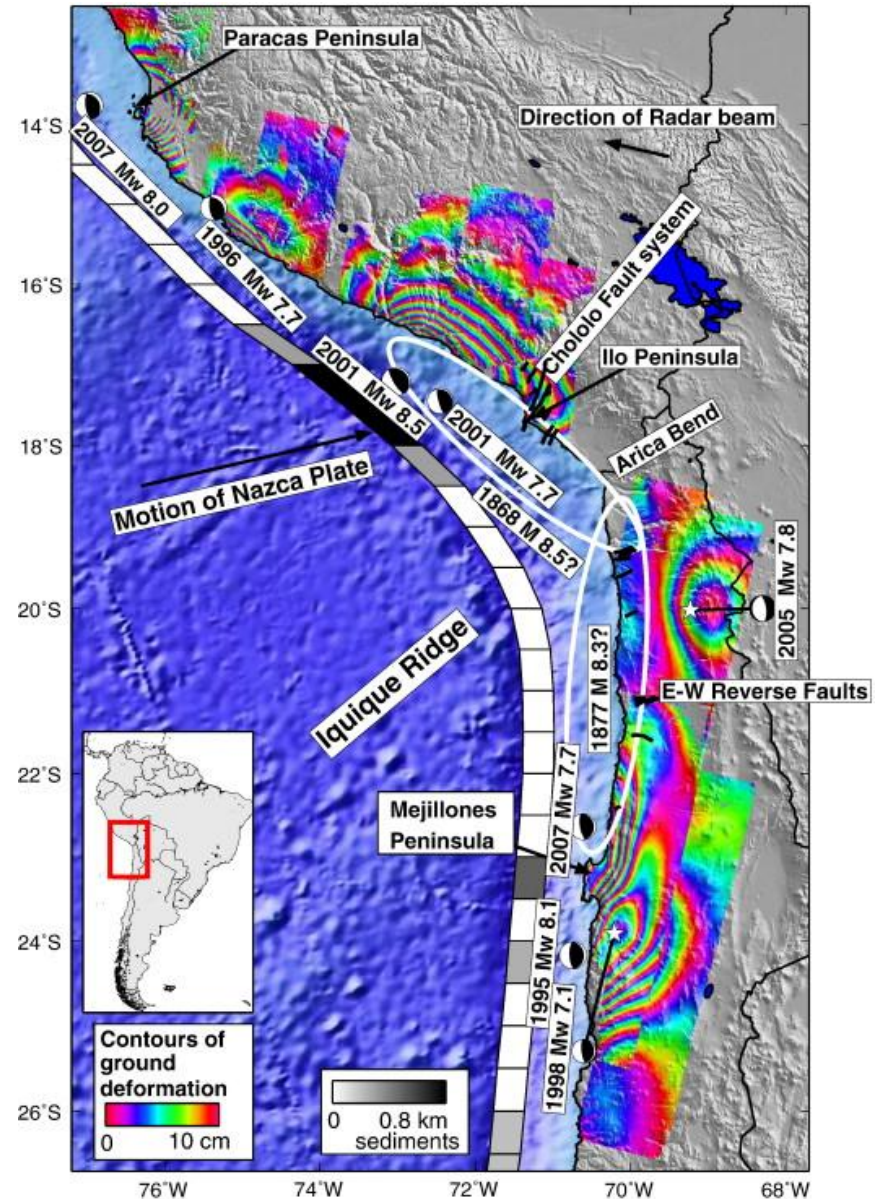 Paracas Peninsula
Direction of Radar beam
14°S
2007 Mw 8.0
1996 Mw 7.7
Chololo Fault system
16°S
Ilo Peninsula
2001 Mw 8.5
2001 Mw 7.7
Arica Bend
18°S
Motion of Nazca Plate
1868 M 8.5?
2005 Mw 7.8
20°S
Iquique Ridge
1877 M 8.3?
E-W Reverse Faults
22°S
2007 Mw 7.7
Mejillones
Peninsula
24°S
1995 Mw 8.1
1998 Mw 7.1
Contours of
ground
deformation
0
10 cm
0
0.8 km
sediments
26°S
76°W
74°W
72°W
70°W
68°W